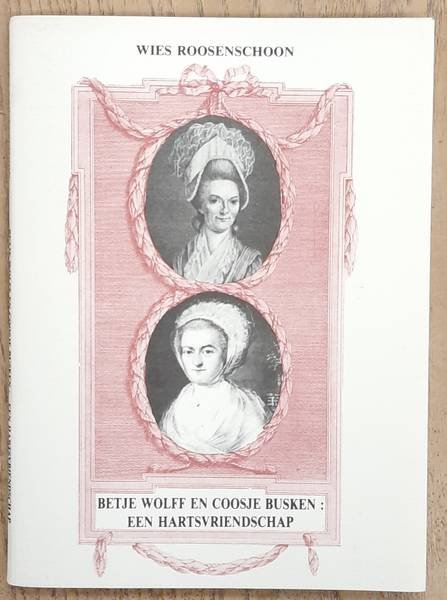 WIES ROOSENSCHOON
BETJE WOLFF EN COOSJE BUSKEN :
EEN HARTSVRIENDSCHAP